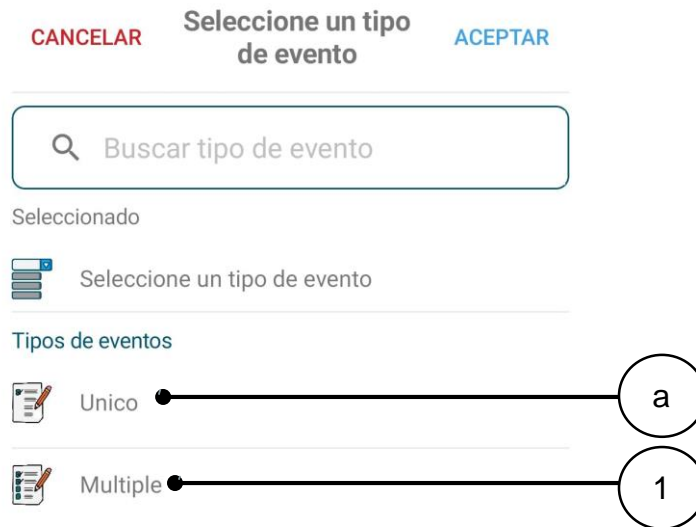 CANCELAR
Seleccione un tipo
de evento
ACEPTAR
Buscar tipo de evento
Seleccionado
Seleccione un tipo de evento
Tipos de eventos
Unico
a
Multiple
1